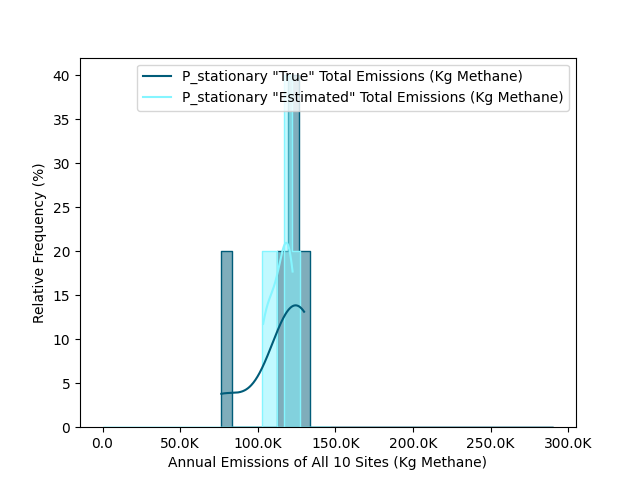 P_stationary "True" Total Emissions (Kg Methane)
P_stationary "Estimated" Total Emissions (Kg Methane)
40
35
30
25
20
15
10
5
0
Relative Frequency (%)
0.0 50.0K 100.0K 150.0K 200.0K 250.0K 300.0K
Annual Emissions of All 10 Sites (Kg Methane)